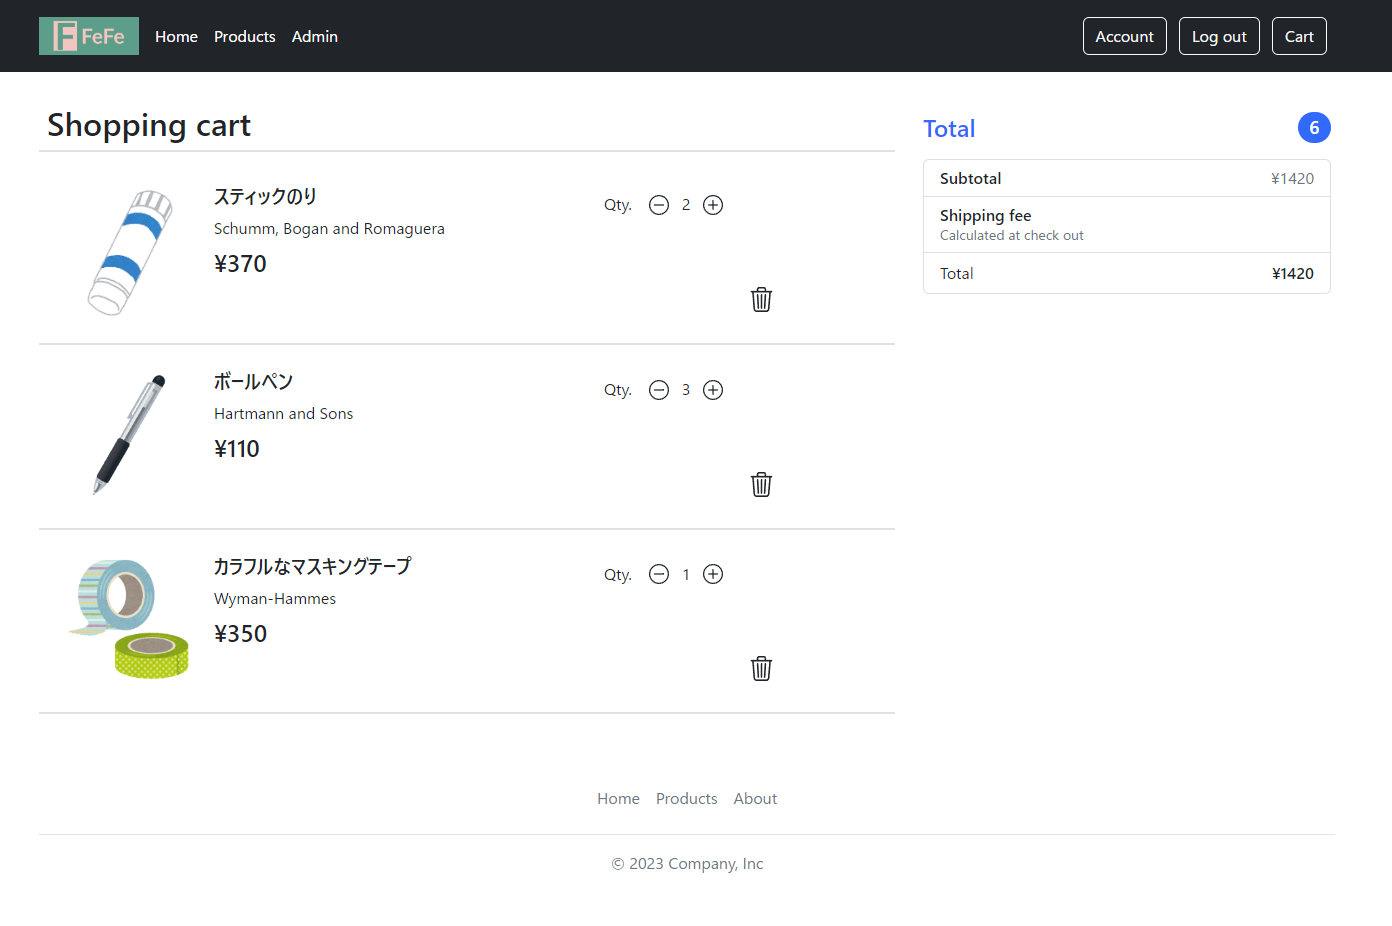 FeFe Home Products Admin Account Log out Cart
Shopping cart
スティックのり
Schumm, Bogan and Romaguera
¥370
Qty. 2
ボールペン
Hartmann and Sons
¥110
Qty. 3
カラフルなマスキングテープ
Wyman-Hammes
¥350
Qty. 1
Total 6
Subtotal ¥1420
Shipping fee
Calculated at check out
Total ¥1420
Home Products About
© 2023 Company, Inc